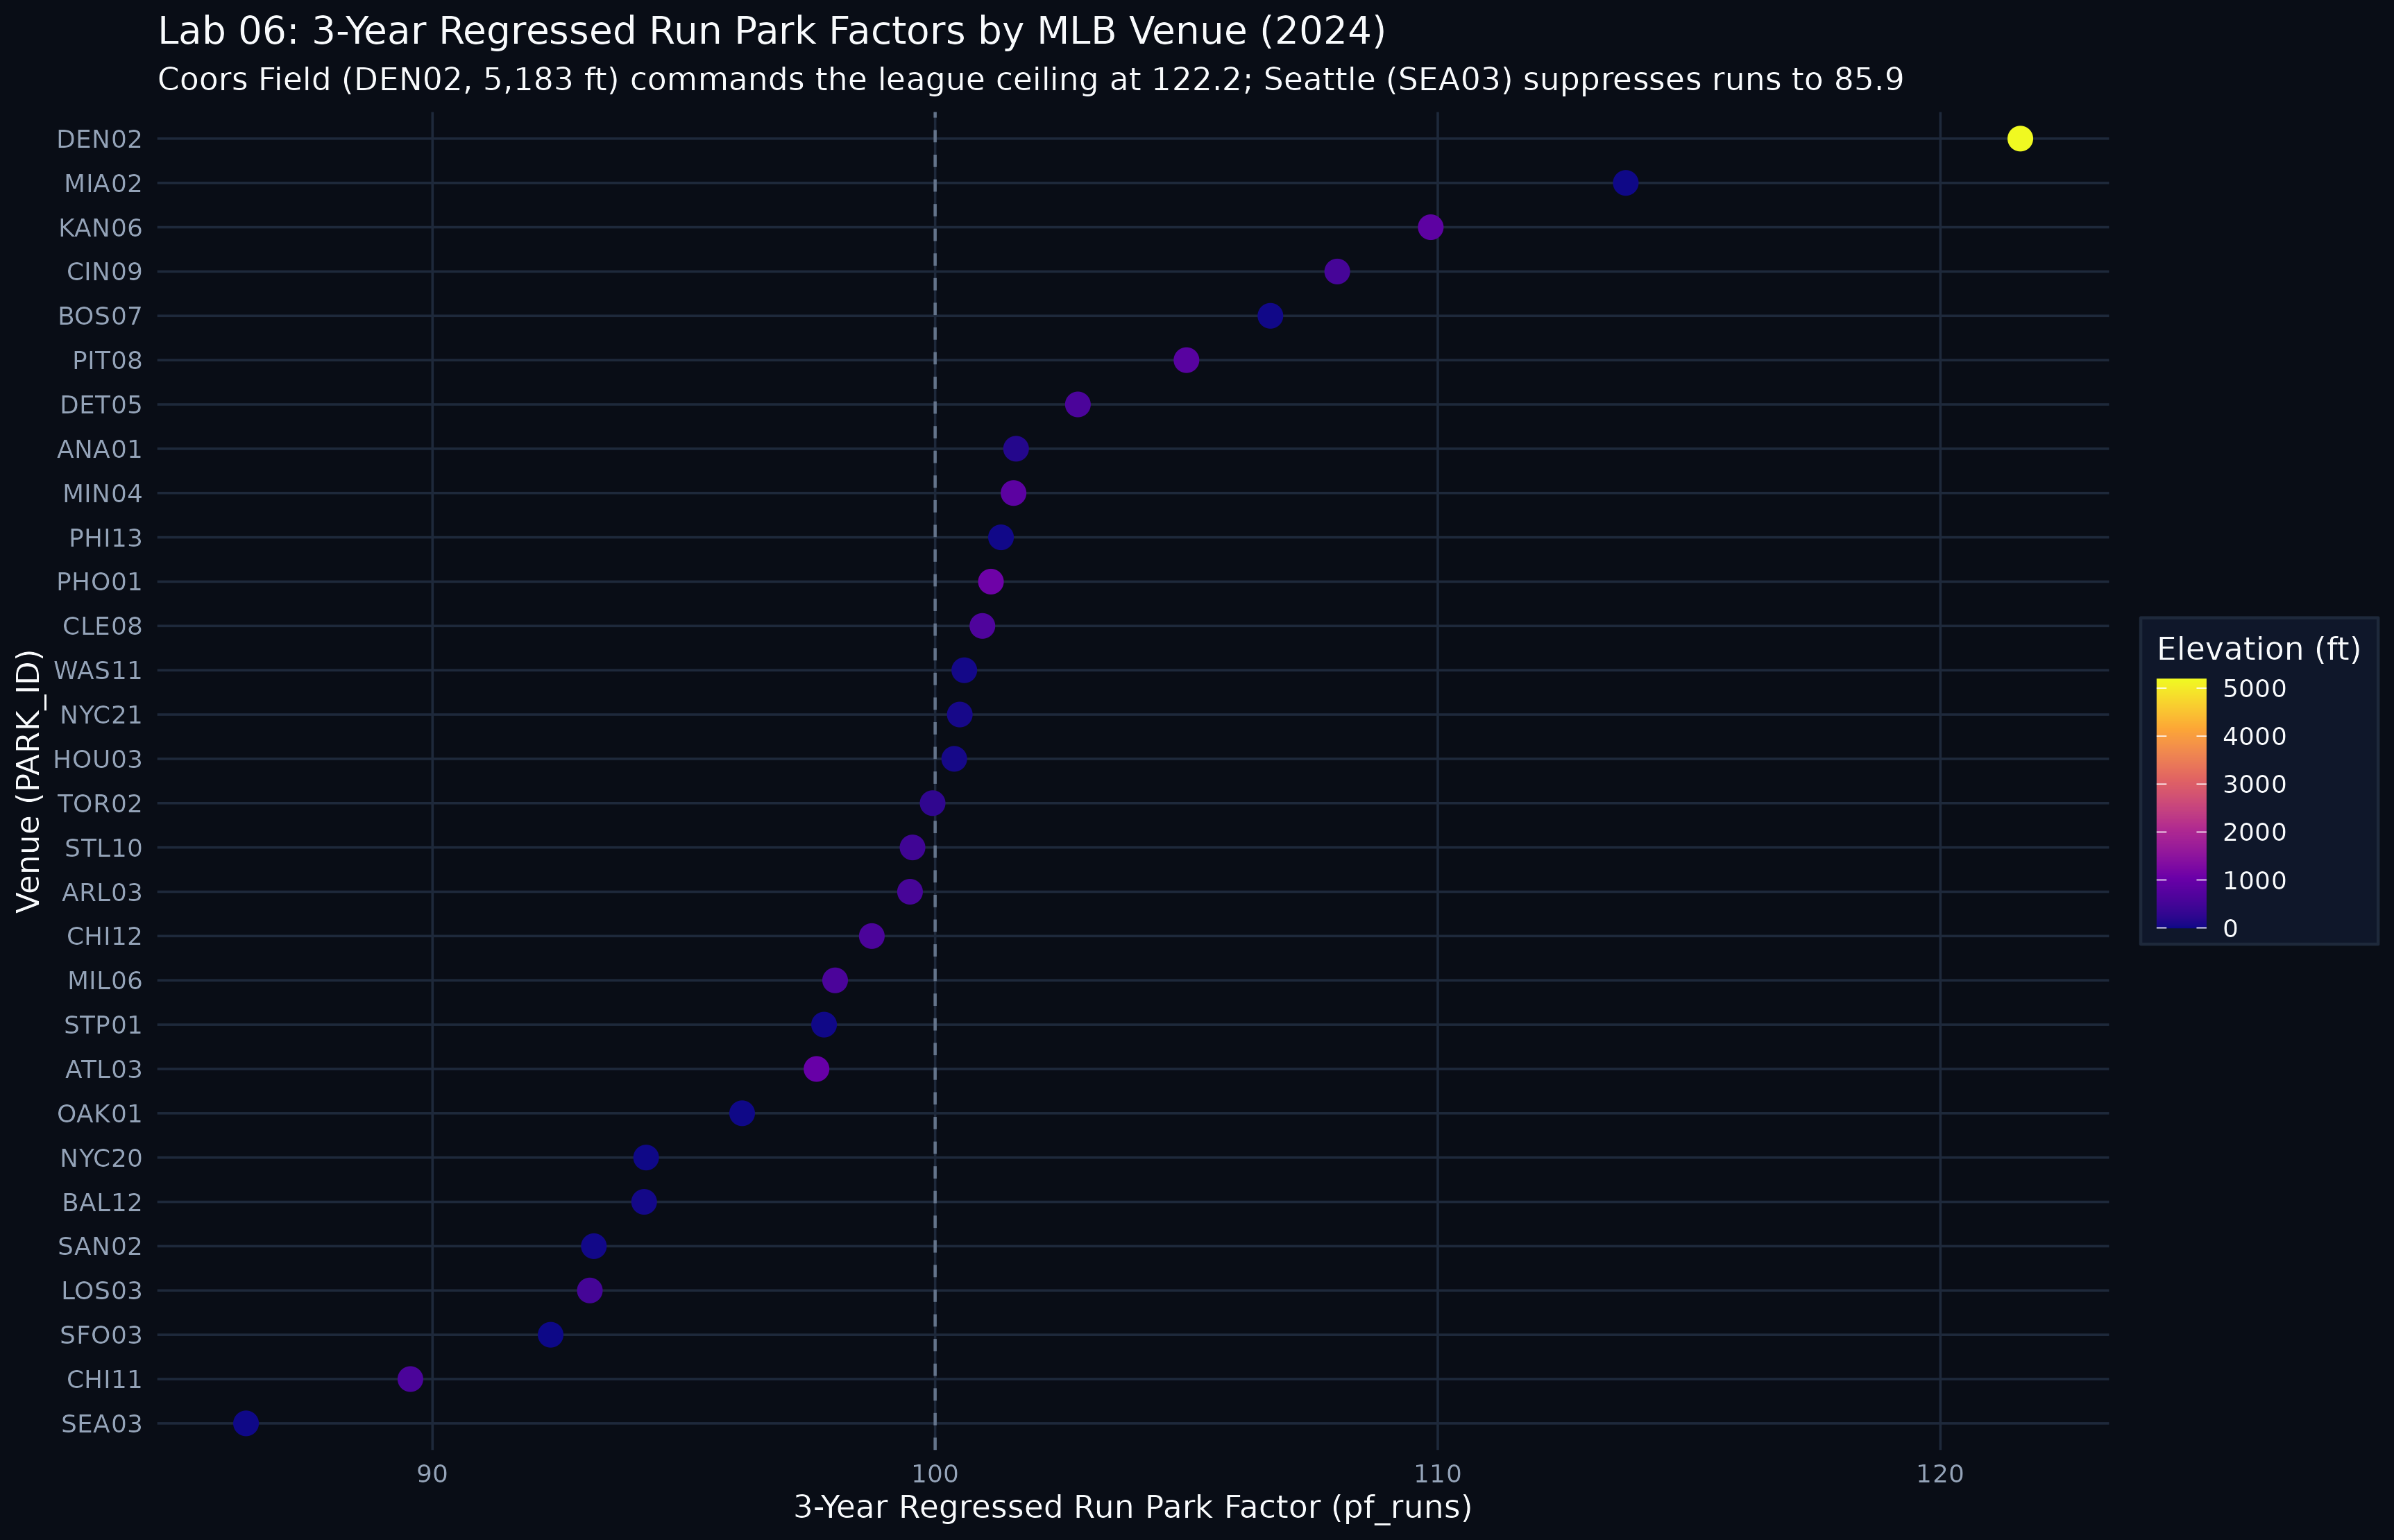 Lab 06: 3-Year Regressed Run Park Factors by MLB Venue (2024)
Coors Field (DEN02, 5,183 ft) commands the league ceiling at 122.2; Seattle (SEA03) suppresses runs to 85.9
Venue (PARK_ID)
DEN02
MIA02
KAN06
CIN09
BOS07
PIT08
DET05
ANA01
MIN04
PHI13
PHO01
CLE08
WAS11
NYC21
HOU03
TOR02
STL10
ARL03
CHI12
MIL06
STP01
ATL03
OAK01
NYC20
BAL12
SAN02
LOS03
SFO03
CHI11
SEA03
90 100 110 120
3-Year Regressed Run Park Factor (pf_runs)
Elevation (ft)
5000
4000
3000
2000
1000
0